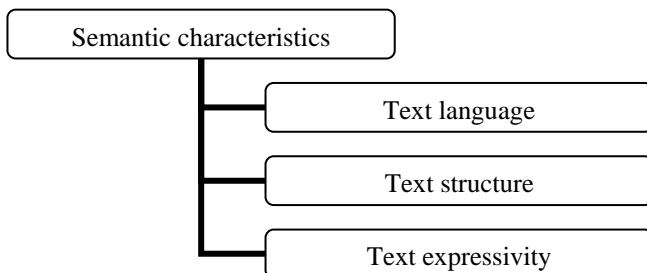 Semantic characteristics
Text language
Text structure
Text expressivity